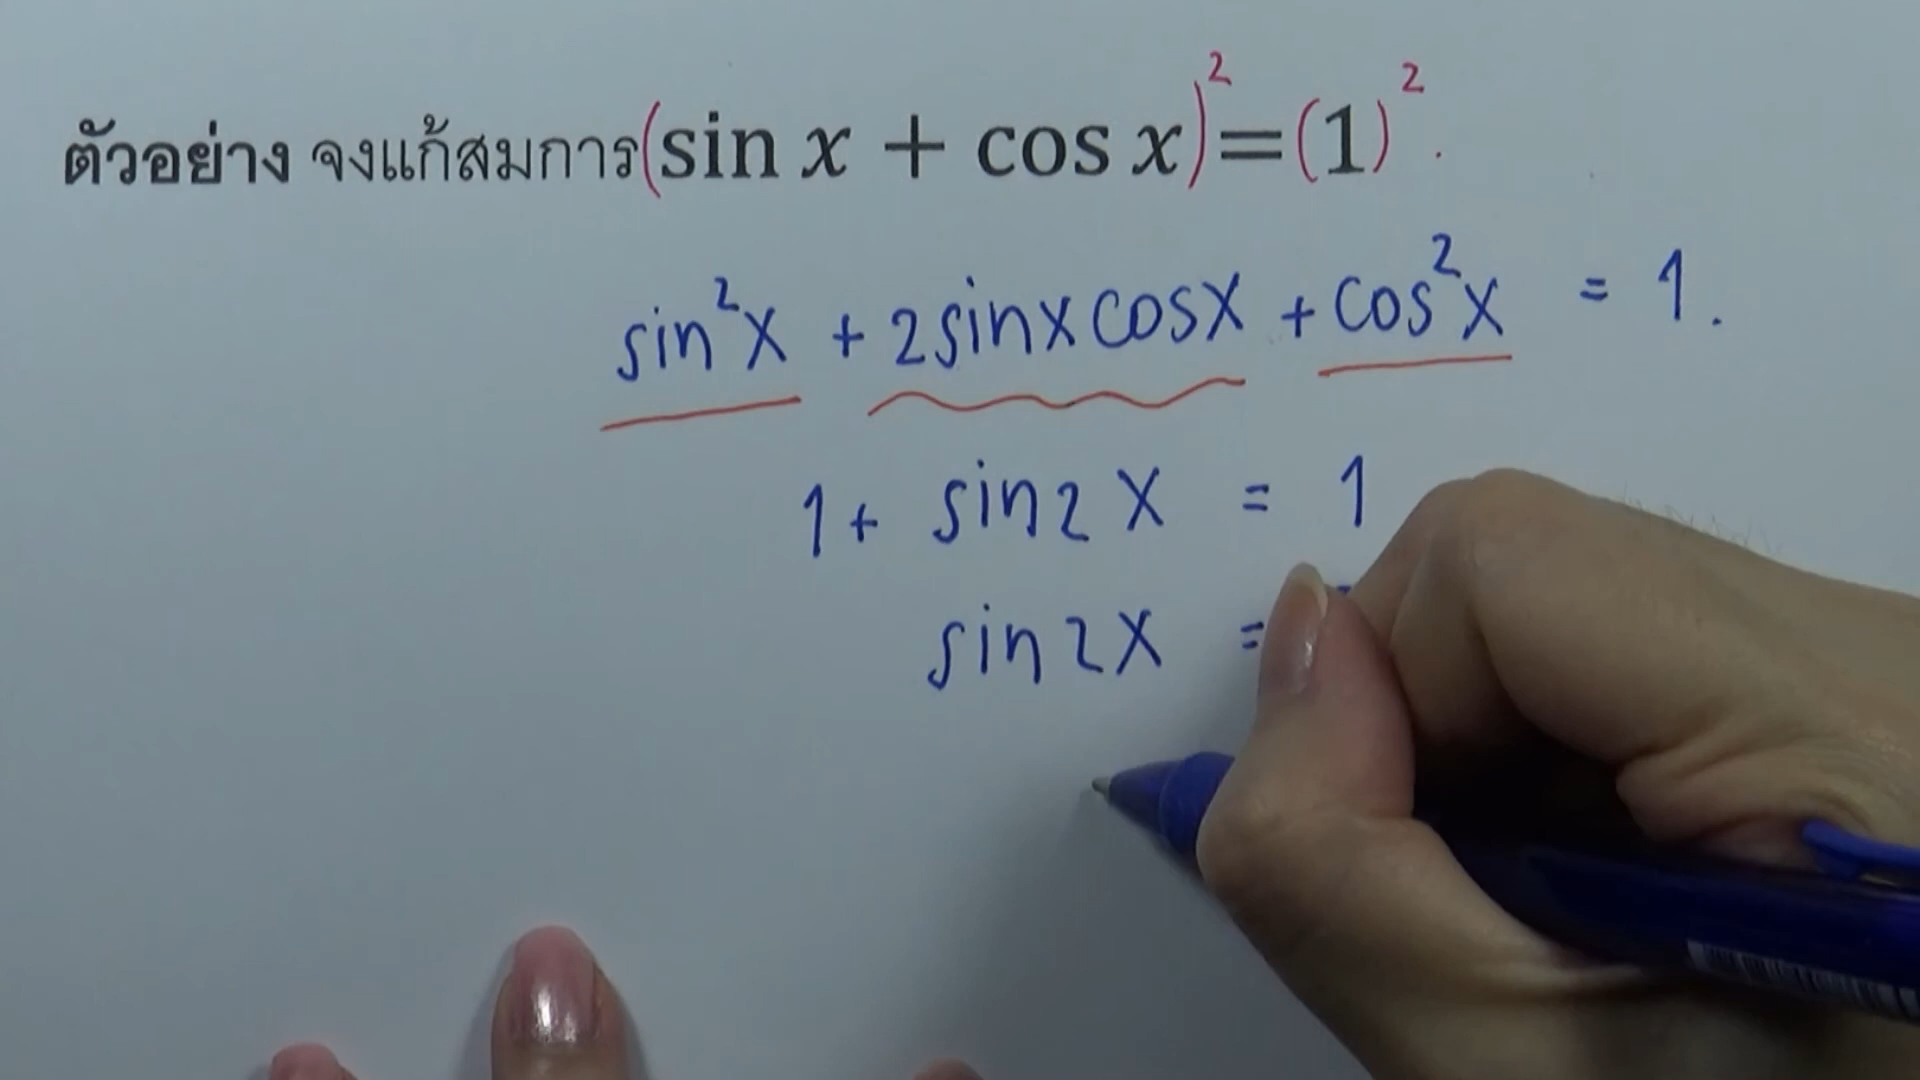 ตัวอย่าง จงแก้สมการ(sin x + cos x)²=(1)².
sin²x + 2sinxcosx + cos²x = 1.
1+ sin2x = 1
sin2x =